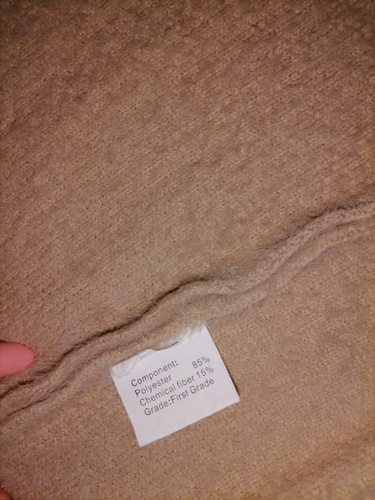 Component:
Polyester 85%
Chemical fiber 15%
Grade:First Grade